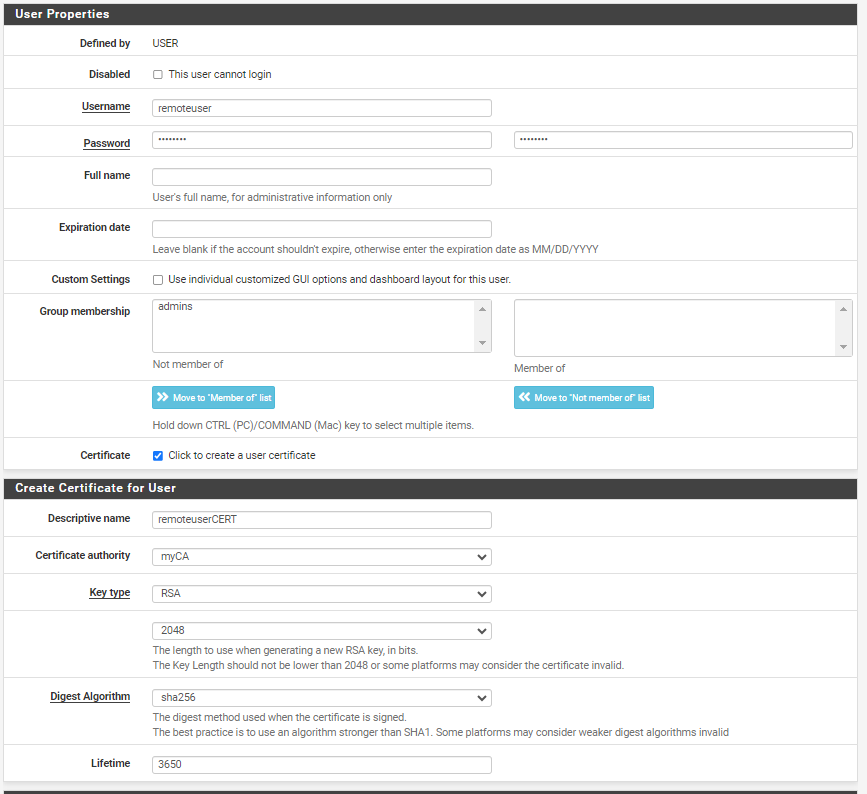 User Properties
Defined by USER
Disabled This user cannot login
Username remoteuser
Password •••••••• ••••••••
Full name
User's full name, for administrative information only
Expiration date
Leave blank if the account shouldn't expire, otherwise enter the expiration date as MM/DD/YYYY
Custom Settings Use individual customized GUI options and dashboard layout for this user.
Group membership admins
Not member of Member of
Move to "Member of" list Move to "Not member of" list
Hold down CTRL (PC)/COMMAND (Mac) key to select multiple items.
Certificate Click to create a user certificate
Create Certificate for User
Descriptive name remoteuserCERT
Certificate authority myCA
Key type RSA
2048
The length to use when generating a new RSA key, in bits.
The Key Length should not be lower than 2048 or some platforms may consider the certificate invalid.
Digest Algorithm sha256
The digest method used when the certificate is signed.
The best practice is to use an algorithm stronger than SHA1. Some platforms may consider weaker digest algorithms invalid
Lifetime 3650